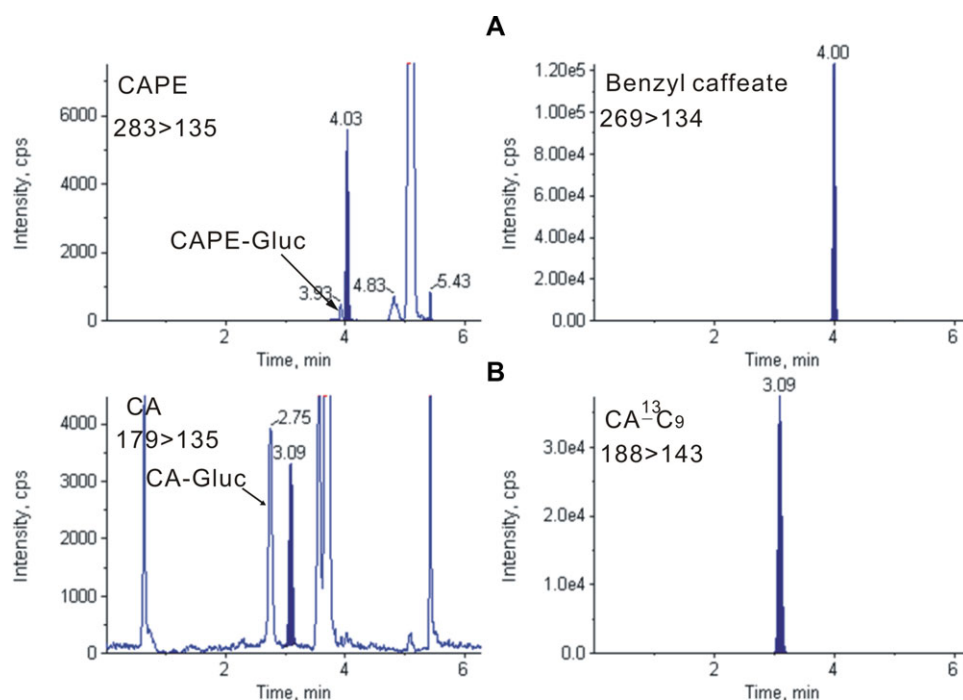 A
CAPE
283>135
4.03
CAPE-Gluc
3.93
4.83
5.43
Intensity, cps
6000
4000
2000
0
2
4
6
Time, min
Benzyl caffeate
269>134
4.00
Intensity, cps
1.20e5
1.00e5
8.00e4
6.00e4
4.00e4
2.00e4
0.00
2
4
6
Time, min
B
CA
179>135
2.75
3.09
CA-Gluc
Intensity, cps
4000
3000
2000
1000
0
2
4
6
Time, min
CA-¹³C₉
188>143
3.09
Intensity, cps
3.0e4
2.0e4
1.0e4
0.0
2
4
6
Time, min